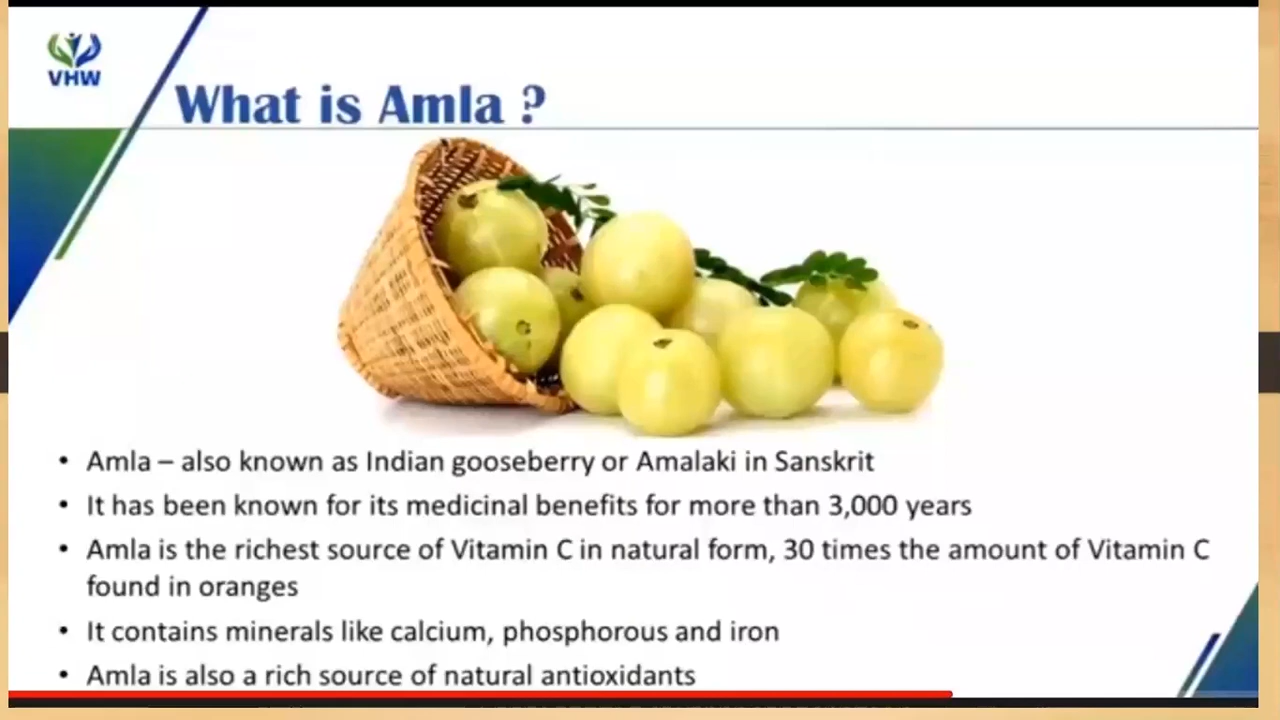 VHW
What is Amla ?
• Amla – also known as Indian gooseberry or Amalaki in Sanskrit
• It has been known for its medicinal benefits for more than 3,000 years
• Amla is the richest source of Vitamin C in natural form, 30 times the amount of Vitamin C
found in oranges
• It contains minerals like calcium, phosphorous and iron
• Amla is also a rich source of natural antioxidants